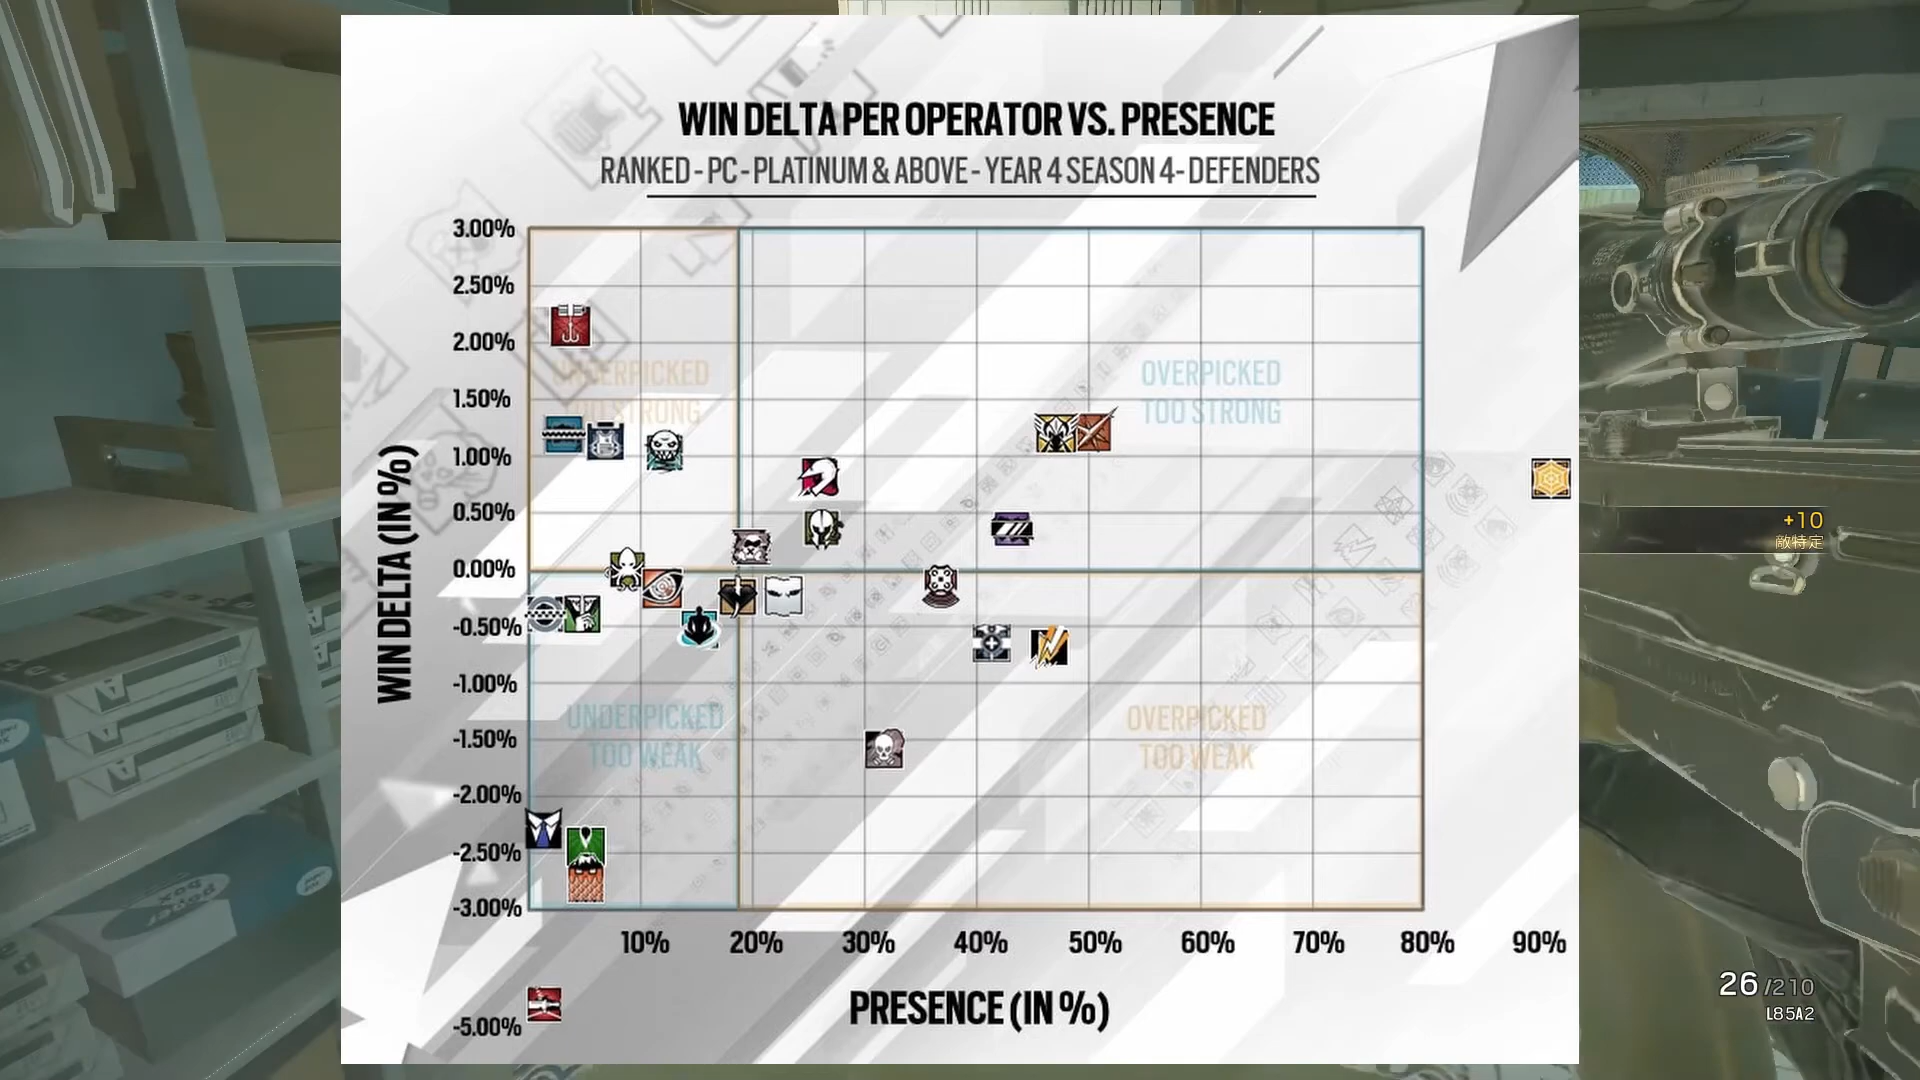 WIN DELTA PER OPERATOR VS. PRESENCE
RANKED - PC - PLATINUM & ABOVE - YEAR 4 SEASON 4- DEFENDERS
3.00%
2.50%
2.00%
1.50%
1.00%
0.50%
0.00%
-0.50%
-1.00%
-1.50%
-2.00%
-2.50%
-3.00%
-5.00%
WIN DELTA (IN %)
UNDERPICKED
TOO STRONG
OVERPICKED
TOO STRONG
UNDERPICKED
TOO WEAK
OVERPICKED
TOO WEAK
10% 20% 30% 40% 50% 60% 70% 80% 90%
PRESENCE (IN %)
+10
敵特定
26 /210
L85A2